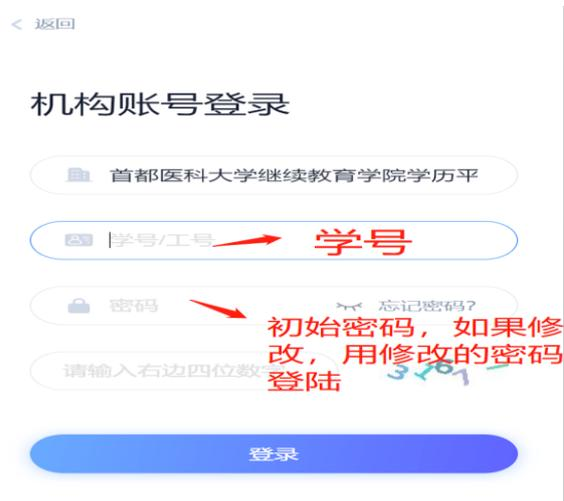 < 返回
机构账号登录
首都医科大学继续教育学院学历平
学号/工号 学号
密码 忘记密码?
初始密码，如果修
改，用修改的密码
登陆
请输入右边四位数字 3167
登录